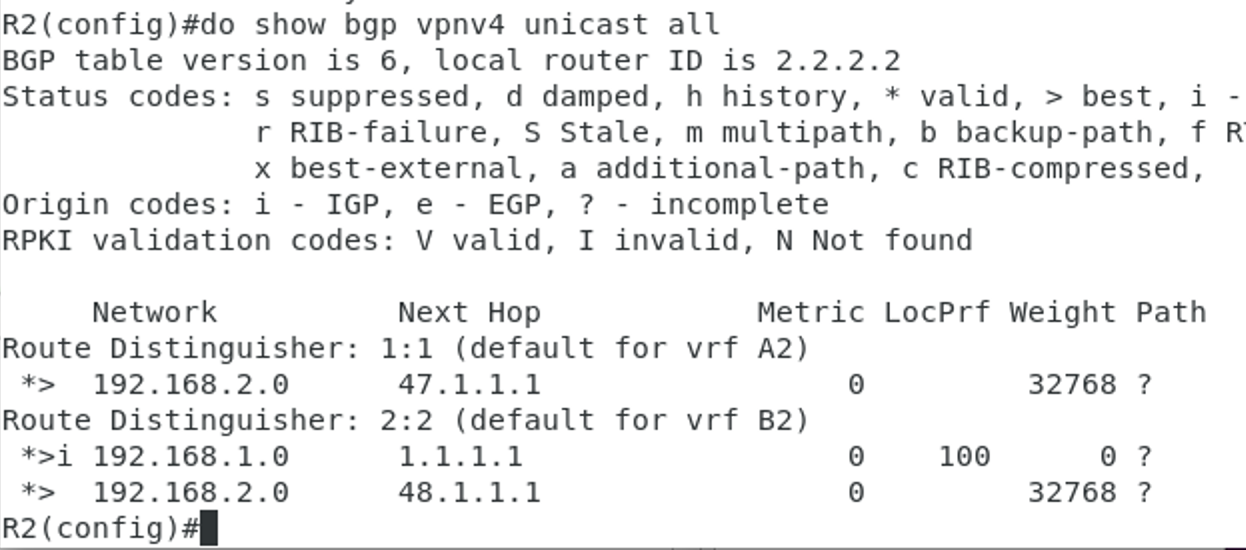 R2(config)#do show bgp vpnv4 unicast all
BGP table version is 6, local router ID is 2.2.2.2
Status codes: s suppressed, d damped, h history, * valid, > best, i -
r RIB-failure, S Stale, m multipath, b backup-path, f
x best-external, a additional-path, c RIB-compressed,
Origin codes: i - IGP, e - EGP, ? - incomplete
RPKI validation codes: V valid, I invalid, N Not found
Network Next Hop Metric LocPrf Weight Path
Route Distinguisher: 1:1 (default for vrf A2)
*> 192.168.2.0 47.1.1.1 0 32768 ?
Route Distinguisher: 2:2 (default for vrf B2)
*>i 192.168.1.0 1.1.1.1 0 100 0 ?
*> 192.168.2.0 48.1.1.1 0 32768 ?
R2(config)#